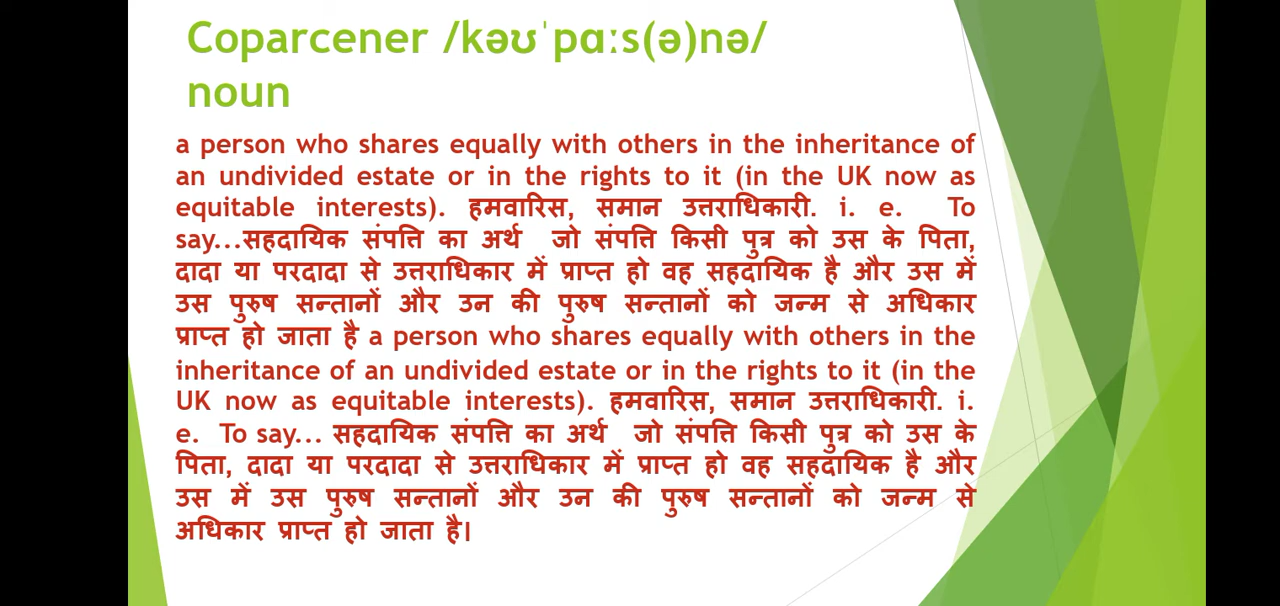 Coparcener /kəʊˈpɑːs(ə)nə/
noun
a person who shares equally with others in the inheritance of
an undivided estate or in the rights to it (in the UK now as
equitable interests). हमवारिस, समान उत्तराधिकारी. i. e. To
say...सहदायिक संपत्ति का अर्थ जो संपत्ति किसी पुत्र को उस के पिता,
दादा या परदादा से उत्तराधिकार में प्राप्त हो वह सहदायिक है और उस में
उस पुरुष सन्तानों और उन की पुरुष सन्तानों को जन्म से अधिकार
प्राप्त हो जाता है a person who shares equally with others in the
inheritance of an undivided estate or in the rights to it (in the
UK now as equitable interests). हमवारिस, समान उत्तराधिकारी. i.
e. To say... सहदायिक संपत्ति का अर्थ जो संपत्ति किसी पुत्र को उस के
पिता, दादा या परदादा से उत्तराधिकार में प्राप्त हो वह सहदायिक है और
उस में उस पुरुष सन्तानों और उन की पुरुष सन्तानों को जन्म से
अधिकार प्राप्त हो जाता है।